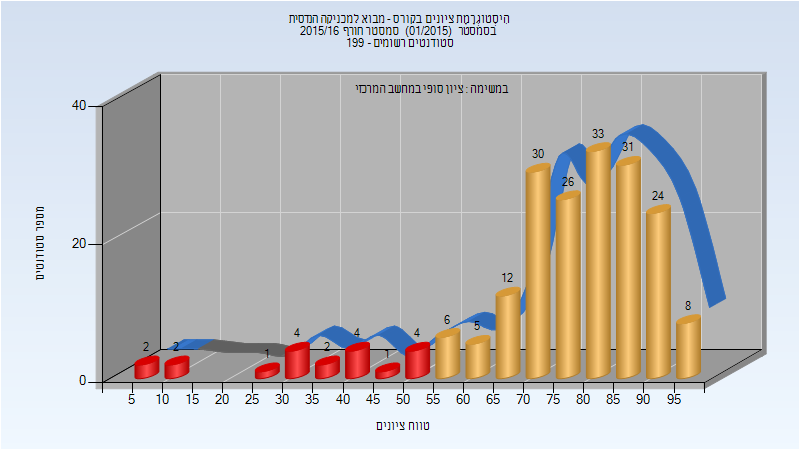 היסטוגרמת ציונים בקורס - מבוא למכניקה הנדסית
בסמסטר (01/2015) סמסטר חורף 2015/16
סטודנטים רשומים - 199
במשימה : ציון סופי במחשב המרכזי
מספר סטודנטים
40
20
0
2 2 1 4 2 4 1 4 6 5 12 30 26 33 31 24 8
5 10 15 20 25 30 35 40 45 50 55 60 65 70 75 80 85 90 95
טווח ציונים